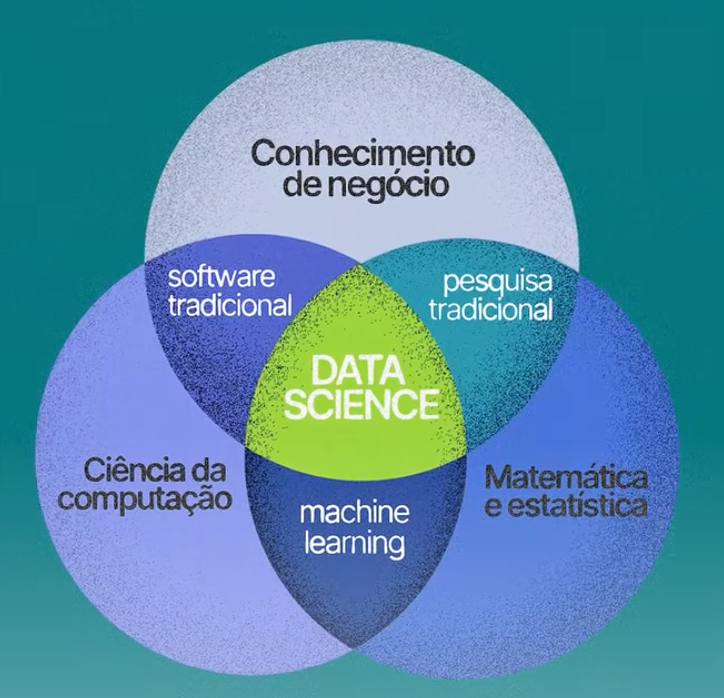 Conhecimento
de negócio
software
tradicional
pesquisa
tradicional
DATA
SCIENCE
Ciência da
computação
Matemática
e estatística
machine
learning